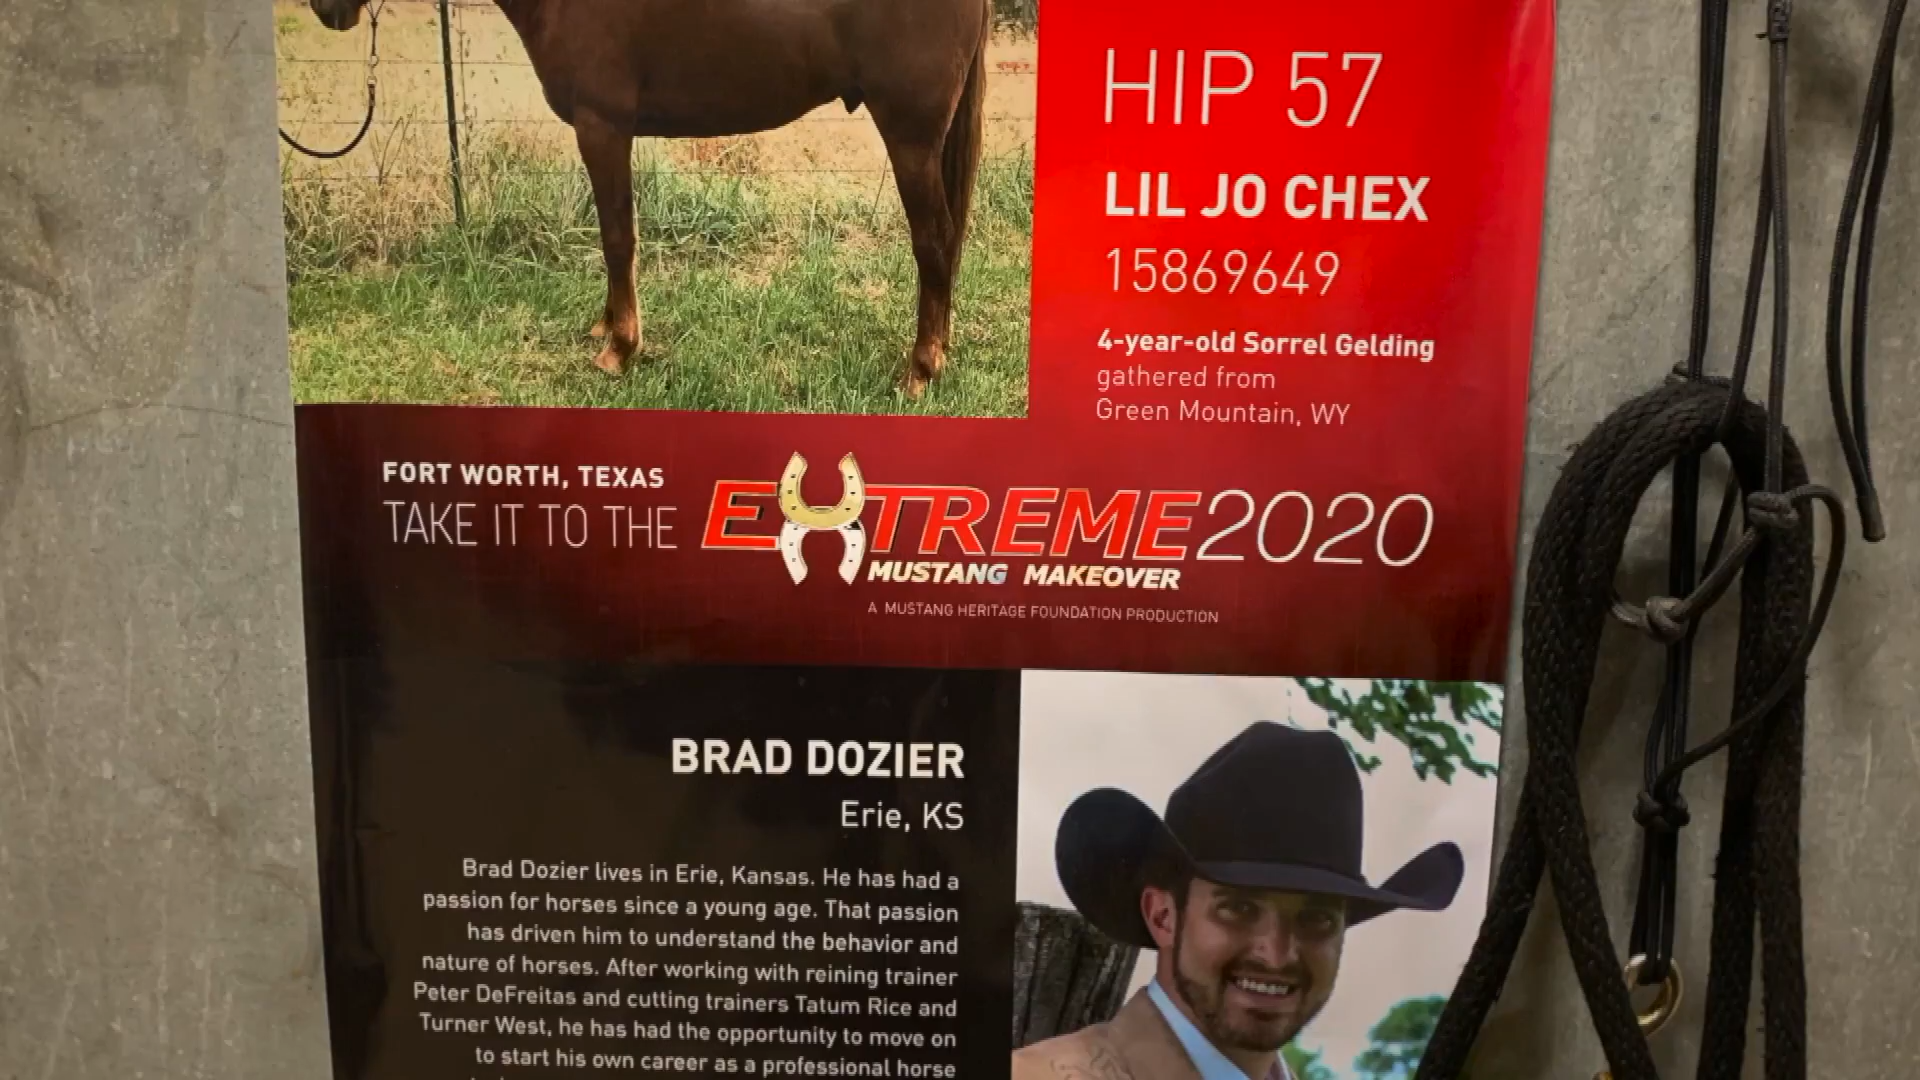 HIP 57
LIL JO CHEX
15869649
4-year-old Sorrel Gelding
gathered from
Green Mountain, WY
FORT WORTH, TEXAS
TAKE IT TO THE EXTREME 2020
MUSTANG MAKEOVER
A MUSTANG HERITAGE FOUNDATION PRODUCTION
BRAD DOZIER
Erie, KS
Brad Dozier lives in Erie, Kansas. He has had a
passion for horses since a young age. That passion
has driven him to understand the behavior and
nature of horses. After working with reining trainer
Peter DeFreitas and cutting trainers Tatum Rice and
Turner West, he has had the opportunity to move on
to start his own career as a professional horse